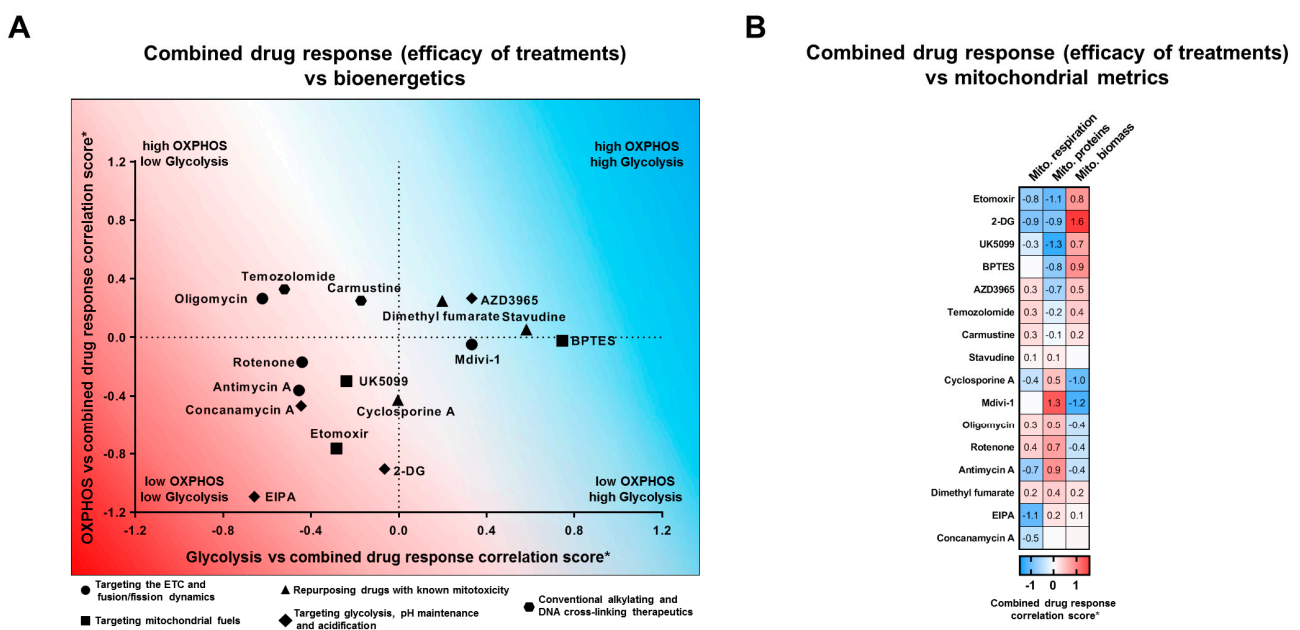 A
Combined drug response (efficacy of treatments)
vs bioenergetics
OXPHOS vs combined drug response correlation score*
high OXPHOS
low Glycolysis
high OXPHOS
high Glycolysis
1.2
0.8
0.4
0.0
-0.4
-0.8
-1.2
Temozolomide
Oligomycin
Carmustine
AZD3965
Dimethyl fumarate
Stavudine
BPTES
Mdivi-1
Rotenone
Antimycin A
UK5099
Concanamycin A
Cyclosporine A
Etomoxir
2-DG
EIPA
low OXPHOS
low Glycolysis
low OXPHOS
high Glycolysis
-1.2 -0.8 -0.4 0.0 0.4 0.8 1.2
Glycolysis vs combined drug response correlation score*
Targeting the ETC and
fusion/fission dynamics
Targeting mitochondrial fuels
Repurposing drugs with known mitotoxicity
Targeting glycolysis, pH maintenance
and acidification
Conventional alkylating and
DNA cross-linking therapeutics
B
Combined drug response (efficacy of treatments)
vs mitochondrial metrics
Mito. respiration
Mito. proteins
Mito. biomass
Etomoxir -0.8 -1.1 0.8
2-DG -0.9 -0.9 1.6
UK5099 -0.3 -1.3 0.7
BPTES -0.8 0.9
AZD3965 0.3 -0.7 0.5
Temozolomide 0.3 -0.2 0.4
Carmustine 0.3 -0.1 0.2
Stavudine 0.1 0.1
Cyclosporine A -0.4 0.5 -1.0
Mdivi-1 1.3 -1.2
Oligomycin 0.3 0.5 -0.4
Rotenone 0.4 0.7 -0.4
Antimycin A -0.7 0.9 -0.4
Dimethyl fumarate 0.2 0.4 0.2
EIPA -1.1 0.2 0.1
Concanamycin A -0.5
-1 0 1
Combined drug response
correlation score*